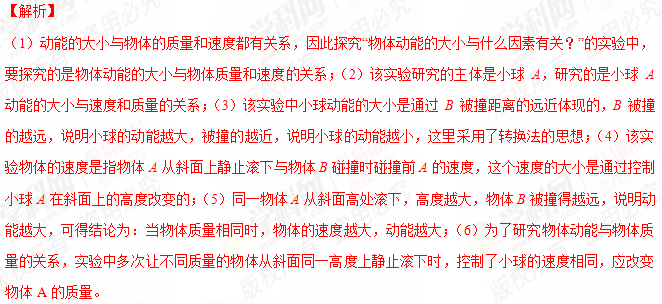 【解析】
（1）动能的大小与物体的质量和速度都有关系，因此探究“物体动能的大小与什么因素有关？”的实验中，
要探究的是物体动能的大小与物体质量和速度的关系；（2）该实验研究的主体是小球 A，研究的是小球 A
动能的大小与速度和质量的关系；（3）该实验中小球动能的大小是通过 B 被撞距离的远近体现的，B 被撞
的越远，说明小球的动能越大，被撞的越近，说明小球的动能越小，这里采用了转换法的思想；（4）该实
验物体的速度是指物体 A 从斜面上静止滚下与物体 B 碰撞时碰撞前 A 的速度，这个速度的大小是通过控制
小球 A 在斜面上的高度改变的；（5）同一物体 A 从斜面高处滚下，高度越大，物体 B 被撞得越远，说明动
能越大，可得结论为：当物体质量相同时，物体的速度越大，动能越大；（6）为了研究物体动能与物体质
量的关系，实验中多次让不同质量的物体从斜面同一高度上静止滚下时，控制了小球的速度相同，应改变
物体 A 的质量。